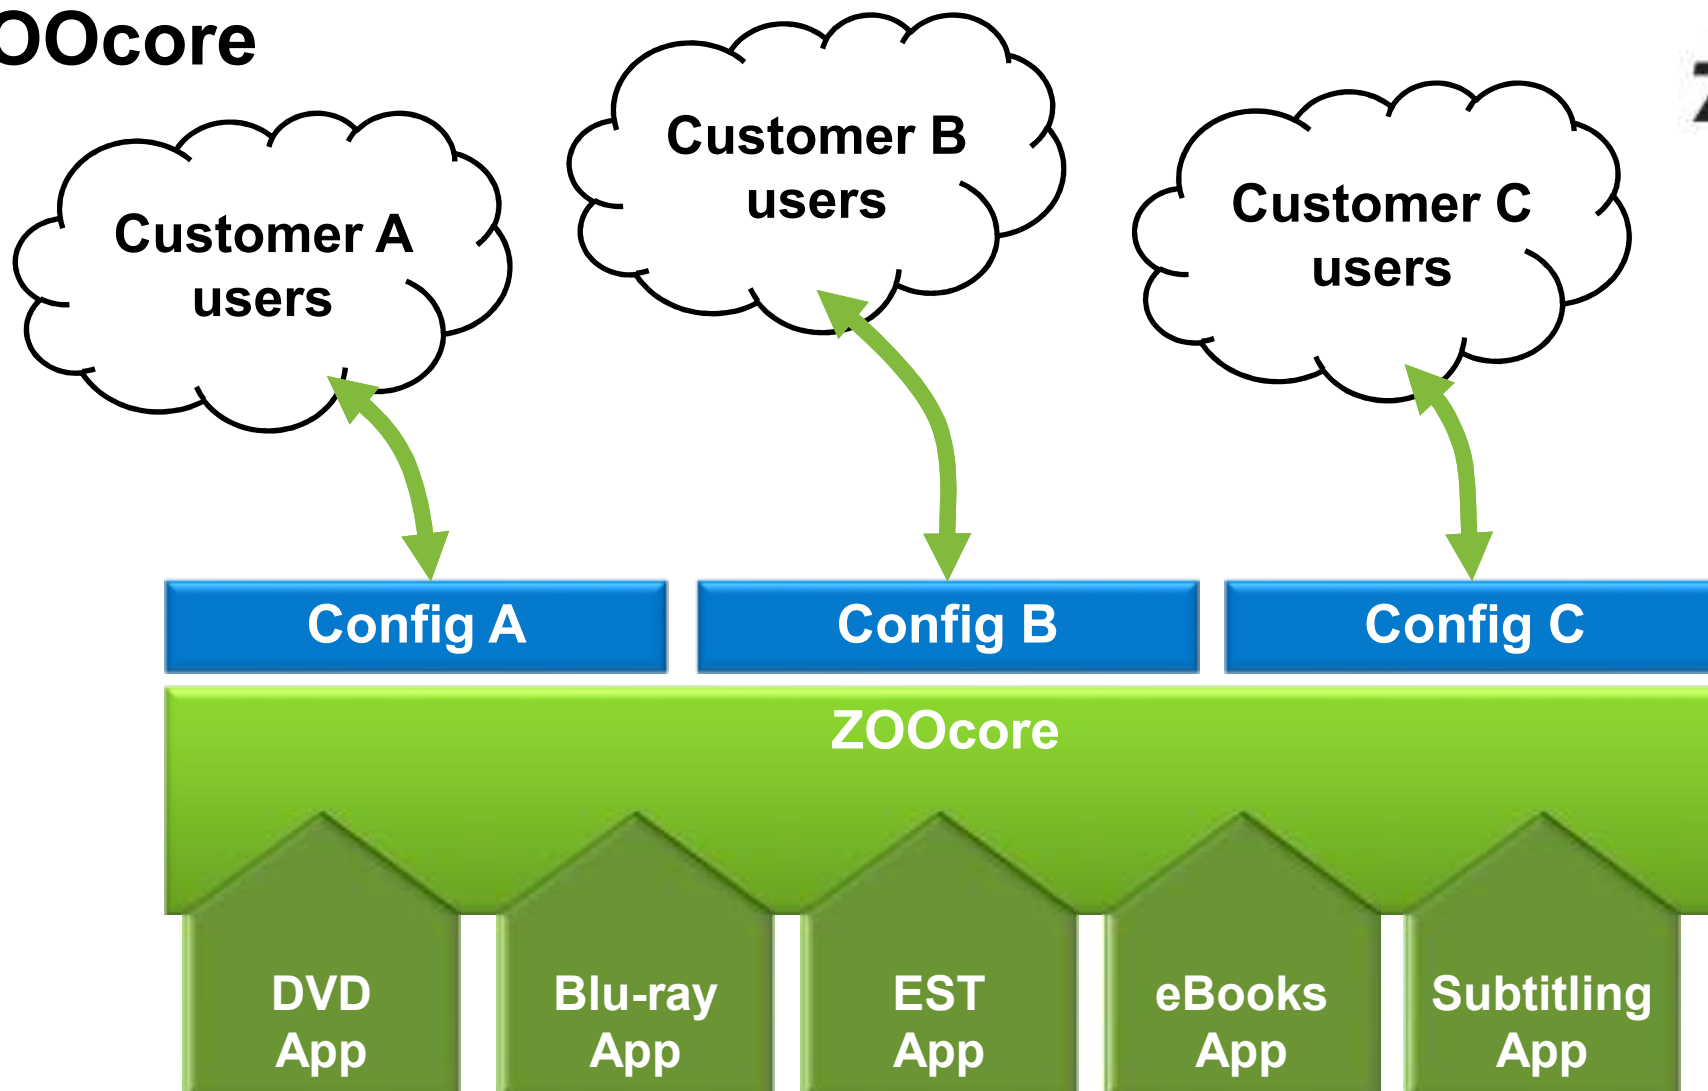 OOcore
Customer A
users
Customer B
users
Customer C
users
Config A
Config B
Config C
ZOOcore
DVD
App
Blu-ray
App
EST
App
eBooks
App
Subtitling
App